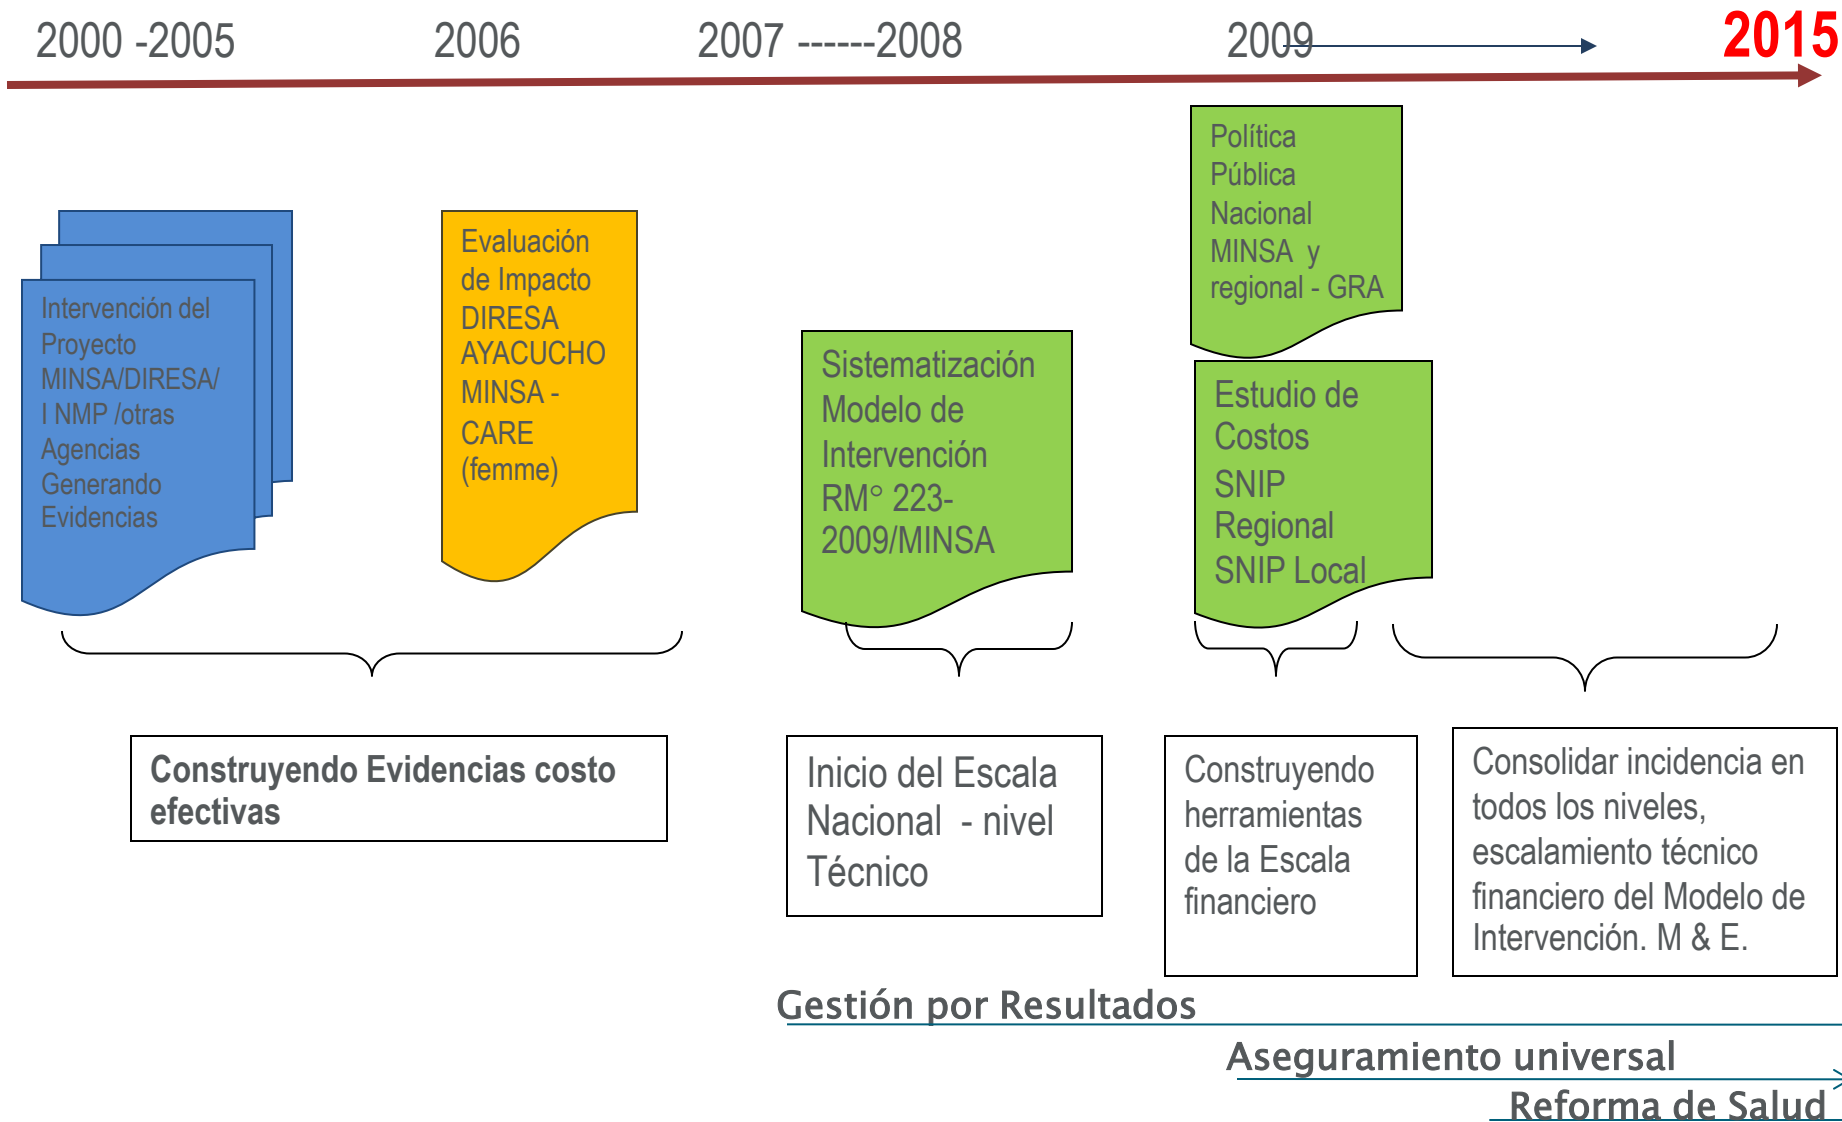 2000 -2005
2006
2007 ------2008
2009
2015
Intervención del
Proyecto
MINSA/DIRESA/
I NMP /otras
Agencias
Generando
Evidencias
Evaluación
de Impacto
DIRESA
AYACUCHO
MINSA -
CARE
(femme)
Sistematización
Modelo de
Intervención
RM° 223-
2009/MINSA
Política
Pública
Nacional
MINSA y
regional - GRA
Estudio de
Costos
SNIP
Regional
SNIP Local
Construyendo Evidencias costo
efectivas
Inicio del Escala
Nacional - nivel
Técnico
Construyendo
herramientas
de la Escala
financiero
Consolidar incidencia en
todos los niveles,
escalamiento técnico
financiero del Modelo de
Intervención. M & E.
Gestión por Resultados
Aseguramiento universal
Reforma de Salud